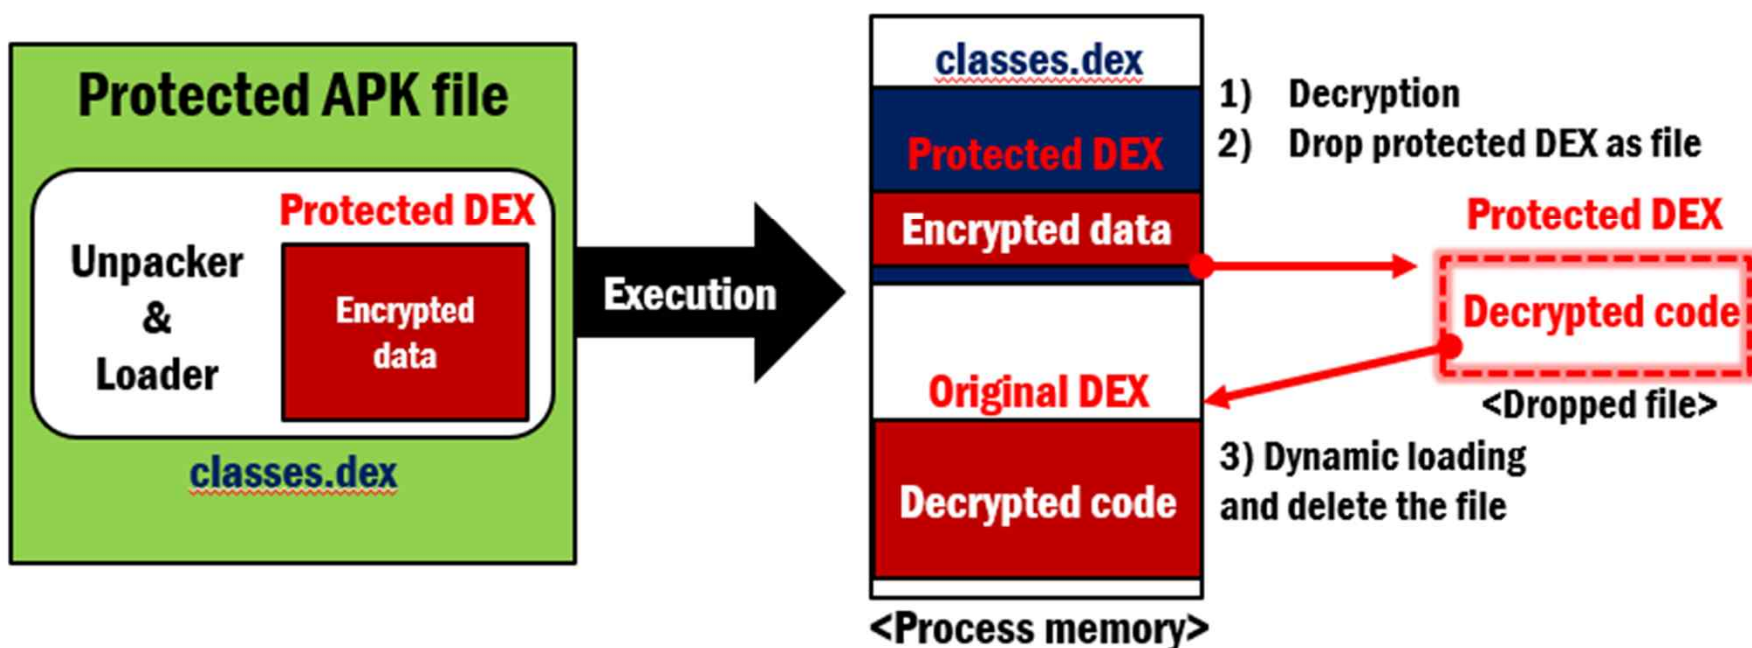 Protected APK file
Protected DEX
Unpacker
&
Loader
Encrypted
data
classes.dex
Execution
classes.dex
Protected DEX
Encrypted data
Original DEX
Decrypted code
<Process memory>
1) Decryption
2) Drop protected DEX as file
Protected DEX
Decrypted code
<Dropped file>
3) Dynamic loading
and delete the file